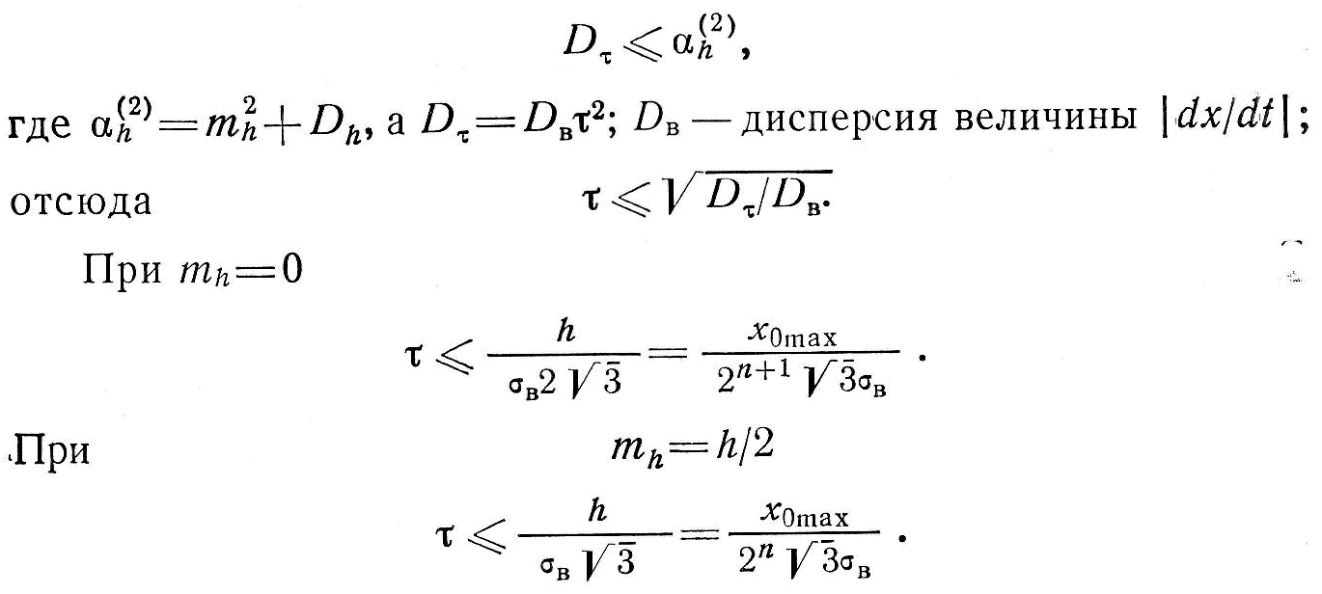 D_τ ⩽ α_h^(2),
где α_h^(2) = m_h^2 + D_h, а D_τ = D_в τ²; D_в — дисперсия величины |dx/dt|;
отсюда τ ⩽ √(D_τ/D_в).
При m_h = 0
τ ⩽ h / (σ_в 2 √3) = x_0max / (2^(n+1) √3 σ_в) .
При m_h = h/2
τ ⩽ h / (σ_в √3) = x_0max / (2^n √3 σ_в) .